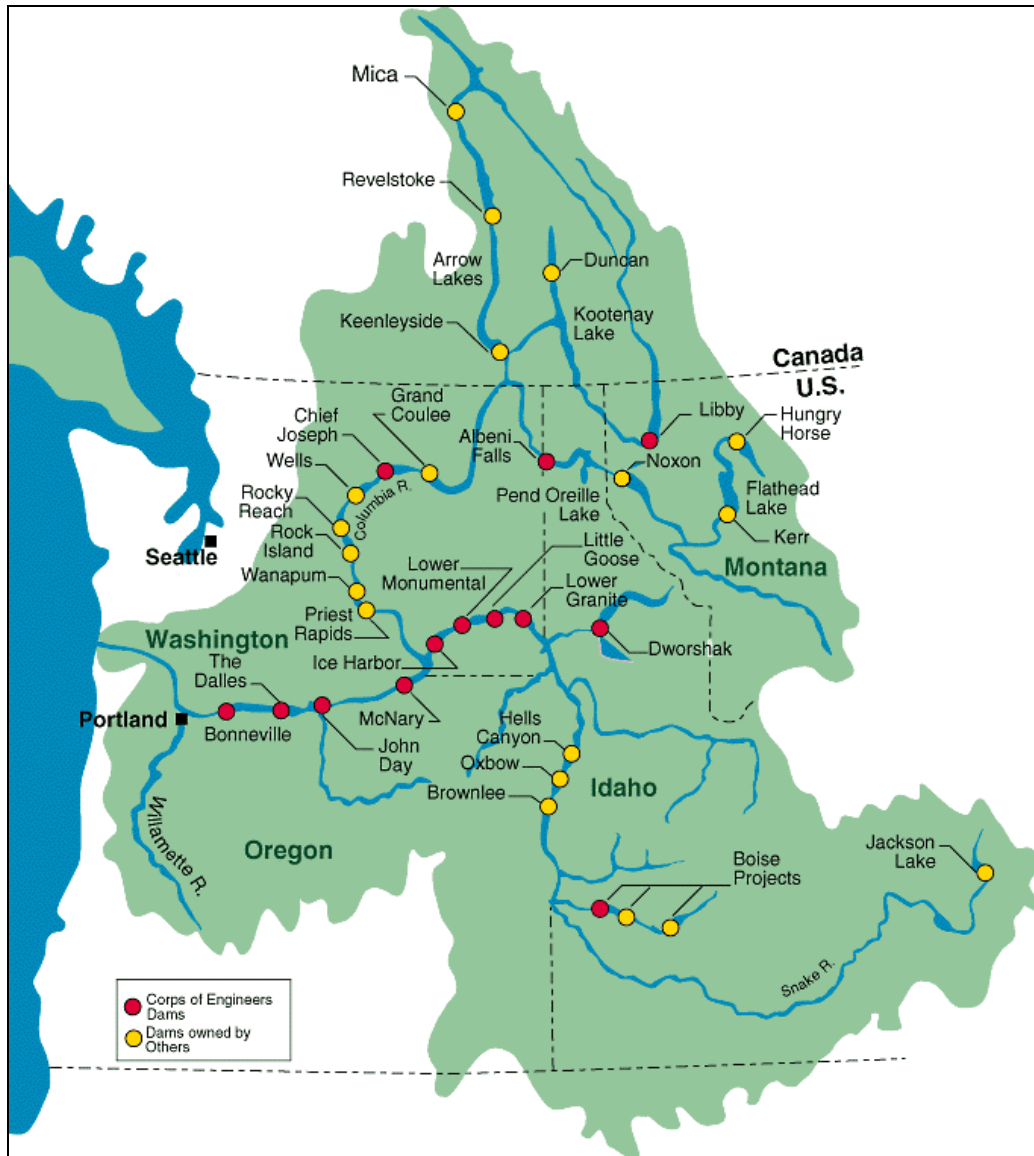 Mica
Revelstoke
Arrow
Lakes
Duncan
Keenleyside
Kootenay
Lake
Canada
U.S.
Grand
Coulee
Chief
Joseph
Albeni
Falls
Libby
Hungry
Horse
Wells
Noxon
Columbia R.
Rocky
Reach
Pend Oreille
Lake
Flathead
Lake
Rock
Island
Seattle
Little
Goose
Kerr
Lower
Monumental
Montana
Wanapum
Lower
Granite
Priest
Rapids
Washington
Ice Harbor
Dworshak
The
Dalles
Portland
Bonneville
McNary
John
Day
Hells
Canyon
Oxbow
Brownlee
Idaho
Willamette R.
Oregon
Boise
Projects
Jackson
Lake
Snake R.
Corps of Engineers
Dams
Dams owned by
Others